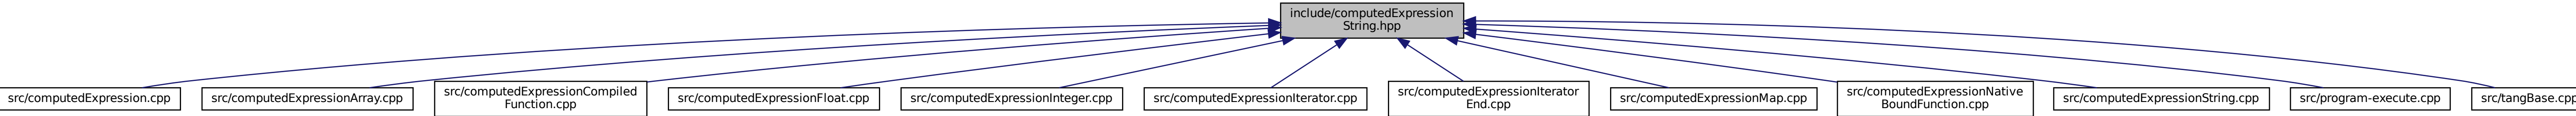 include/computedExpression
String.hpp
src/computedExpression.cpp
src/computedExpressionArray.cpp
src/computedExpressionCompiled
Function.cpp
src/computedExpressionFloat.cpp
src/computedExpressionInteger.cpp
src/computedExpressionIterator.cpp
src/computedExpressionIterator
End.cpp
src/computedExpressionMap.cpp
src/computedExpressionNative
BoundFunction.cpp
src/computedExpressionString.cpp
src/program-execute.cpp
src/tangBase.cpp